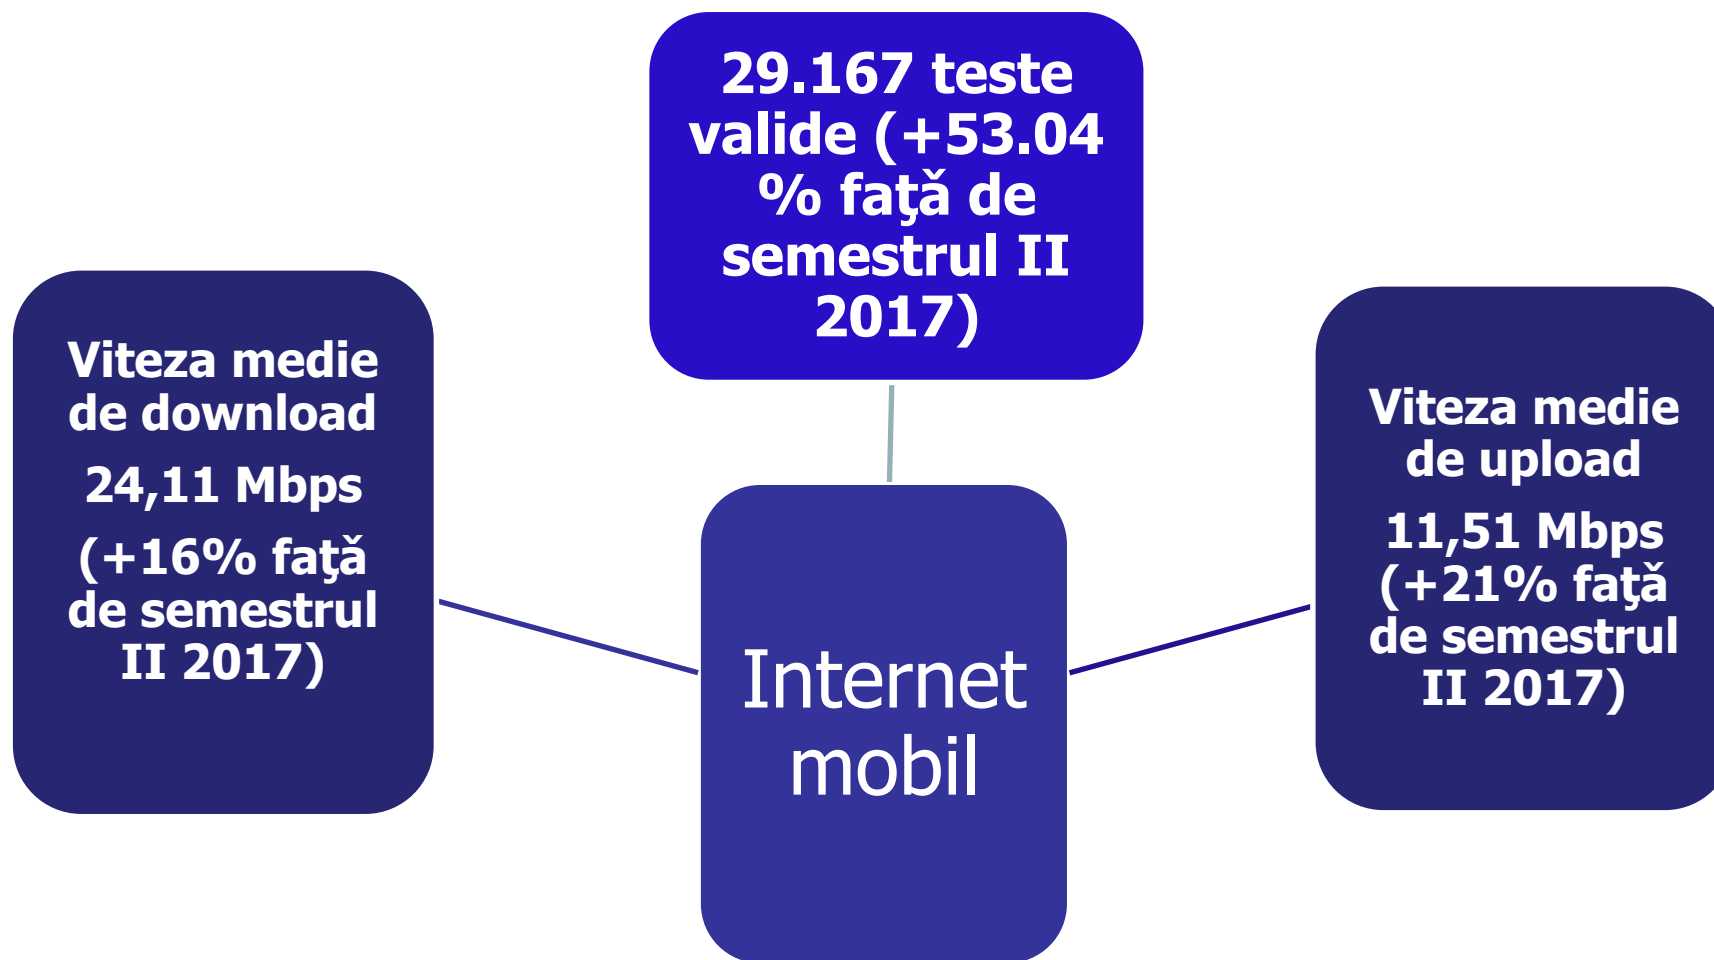 29.167 teste
valide (+53.04
% faţă de
semestrul II
2017)
Viteza medie
de download
24,11 Mbps
(+16% faţă
de semestrul
II 2017)
Viteza medie
de upload
11,51 Mbps
(+21% faţă
de semestrul
II 2017)
Internet
mobil